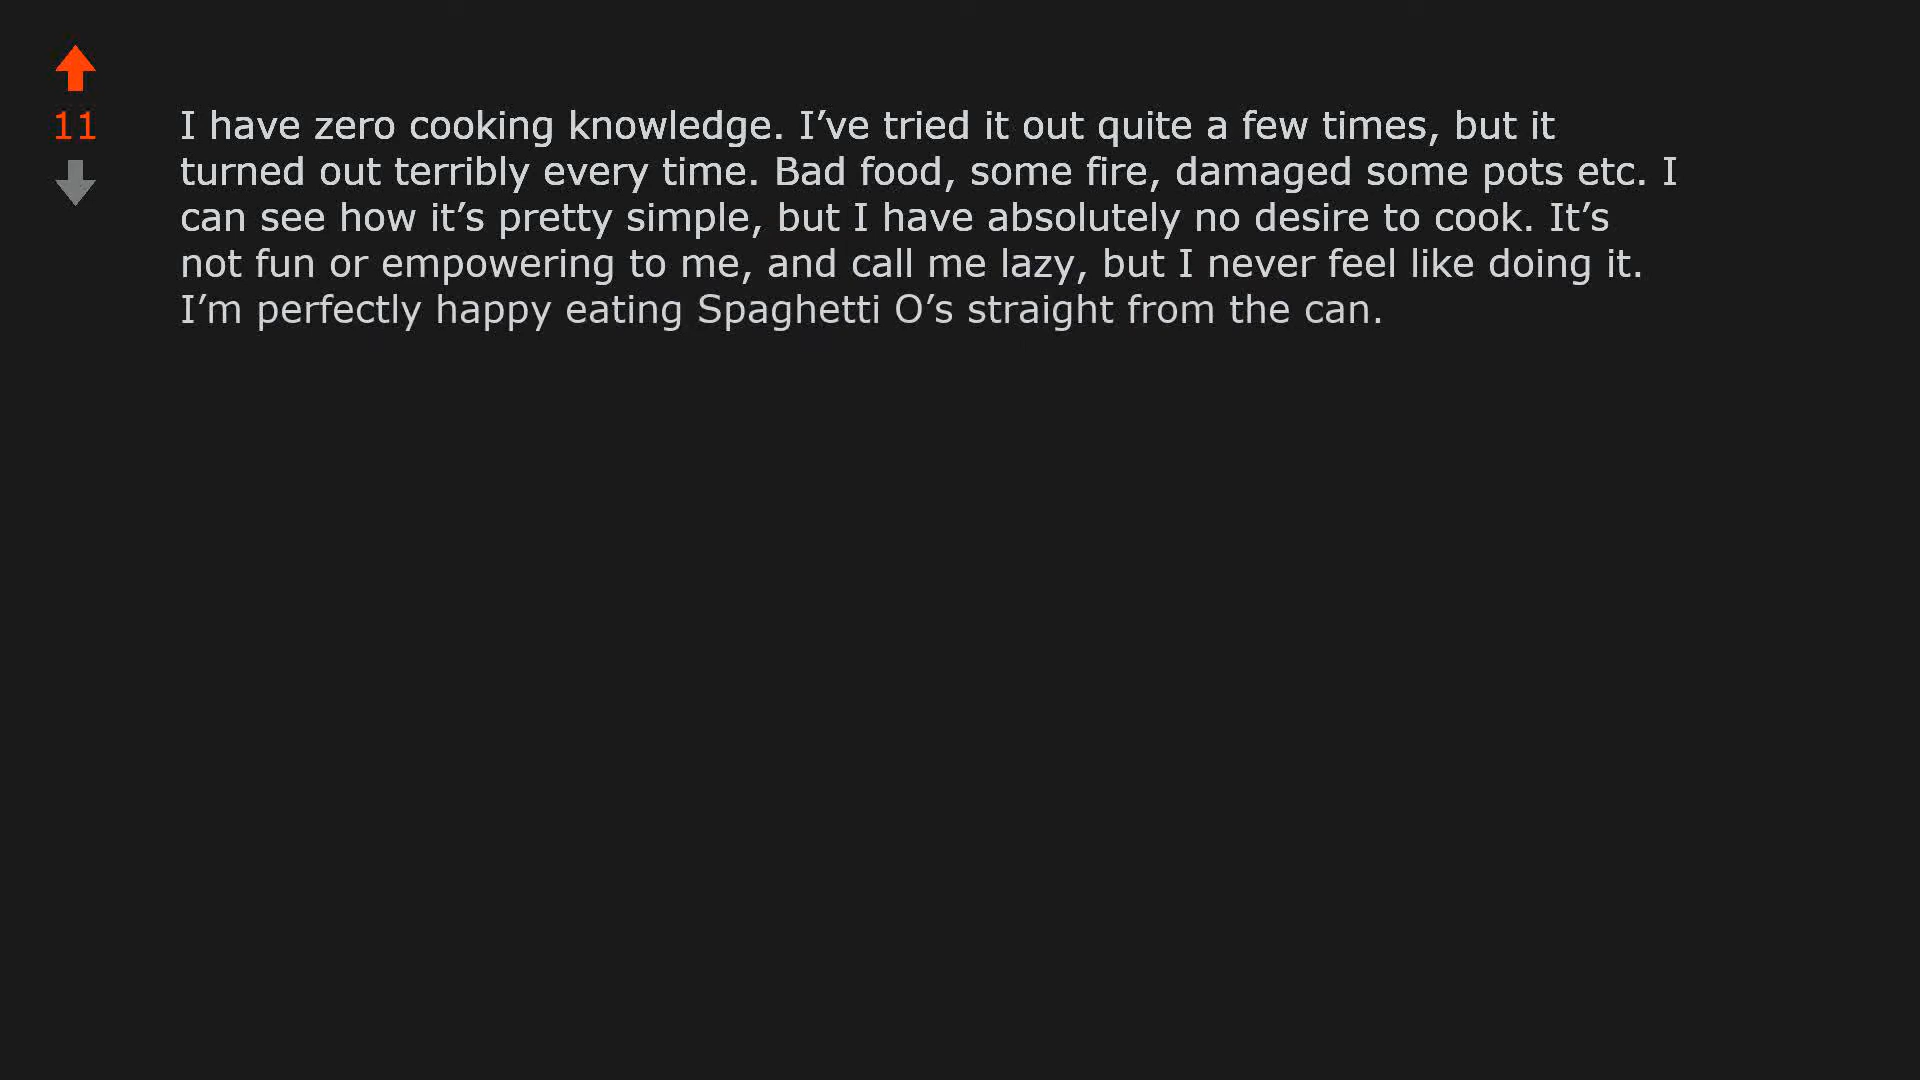 11
I have zero cooking knowledge. I’ve tried it out quite a few times, but it
turned out terribly every time. Bad food, some fire, damaged some pots etc. I
can see how it’s pretty simple, but I have absolutely no desire to cook. It’s
not fun or empowering to me, and call me lazy, but I never feel like doing it.
I’m perfectly happy eating Spaghetti O’s straight from the can.